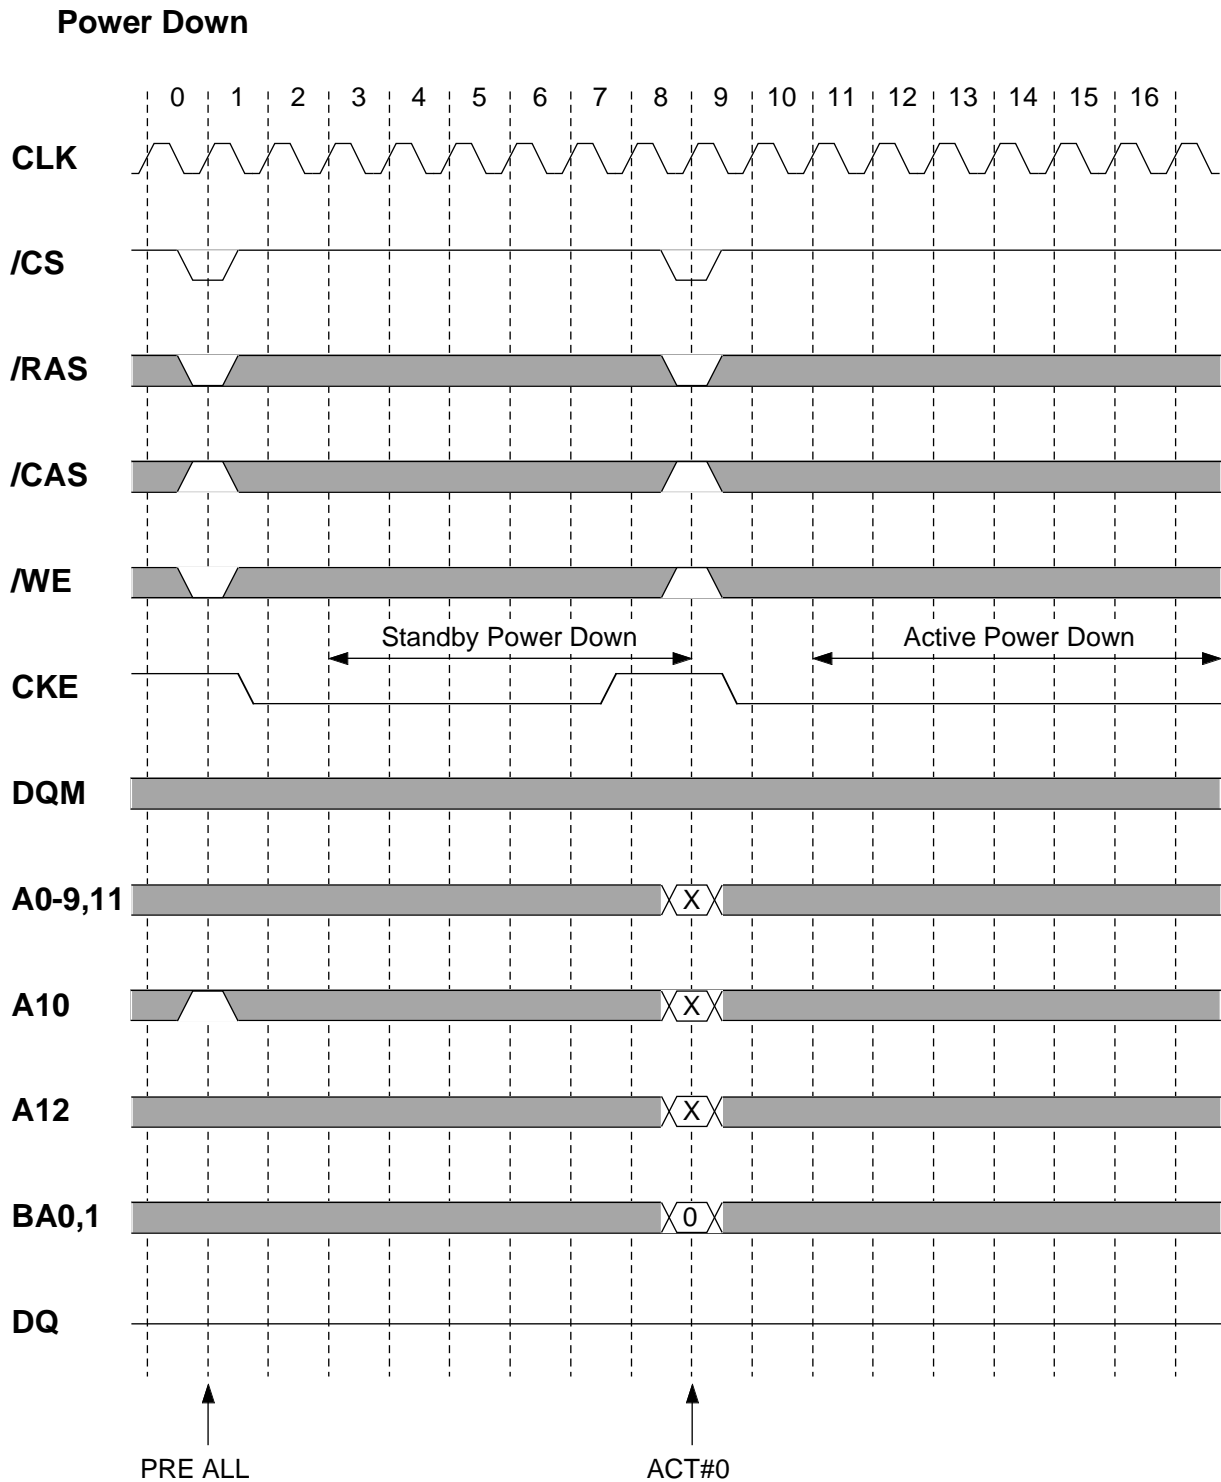 Power Down
0 1 2 3 4 5 6 7 8 9 10 11 12 13 14 15 16
CLK
/CS
/RAS
/CAS
/WE
Standby Power Down Active Power Down
CKE
DQM
A0-9,11 X
A10 X
A12 X
BA0,1 0
DQ
PRE ALL ACT#0